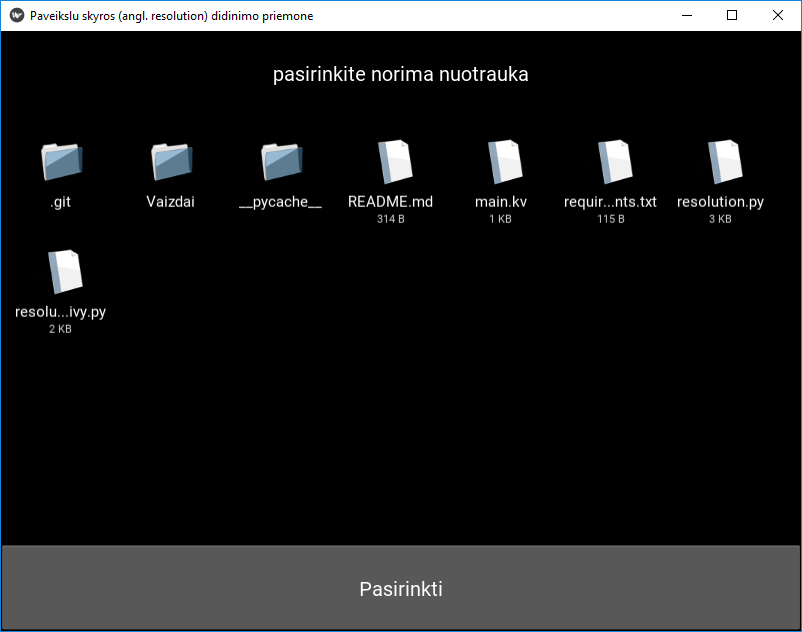 Paveikslu skyros (angl. resolution) didinimo priemone
pasirinkite norima nuotrauka
.git Vaizdai __pycache__ README.md main.kv requir...nts.txt resolution.py
314 B 1 KB 115 B 3 KB
resolu...ivy.py
2 KB
Pasirinkti